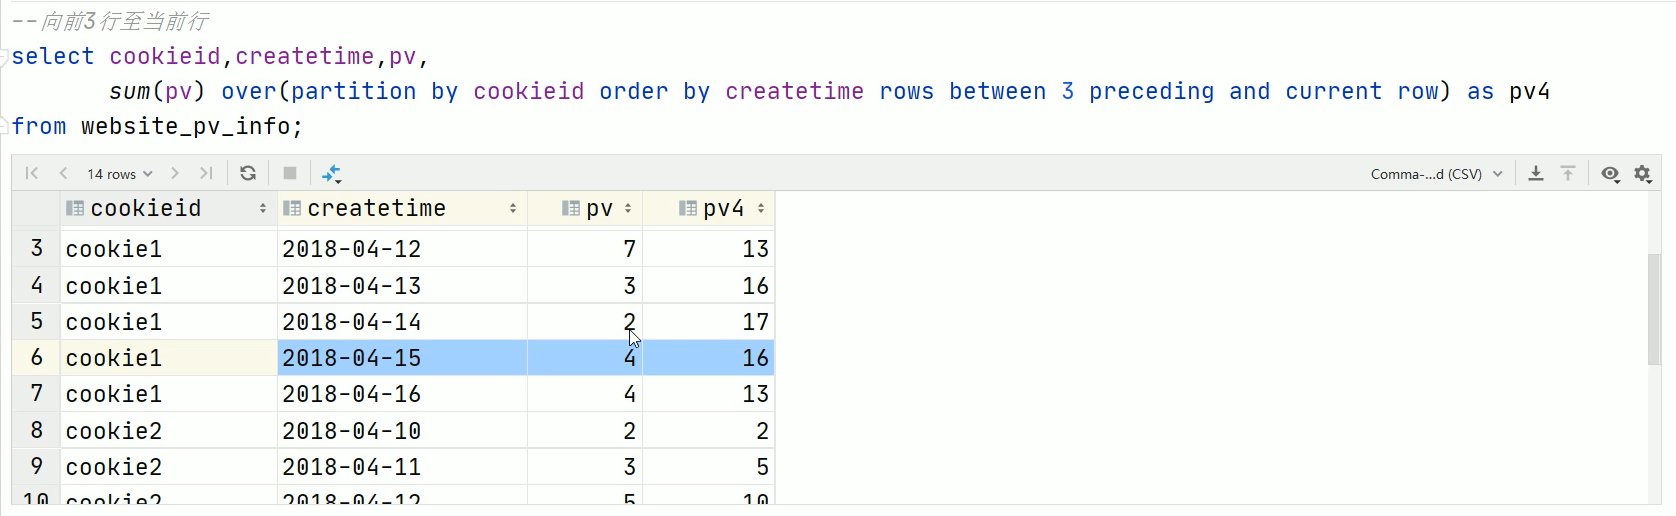 --向前3行至当前行
select cookieid,createtime,pv,
sum(pv) over(partition by cookieid order by createtime rows between 3 preceding and current row) as pv4
from website_pv_info;
14 rows Comma-...d (CSV)
cookieid createtime pv pv4
3 cookie1 2018-04-12 7 13
4 cookie1 2018-04-13 3 16
5 cookie1 2018-04-14 2 17
6 cookie1 2018-04-15 4 16
7 cookie1 2018-04-16 4 13
8 cookie2 2018-04-10 2 2
9 cookie2 2018-04-11 3 5
10 cookie2 2018-04-12 5 10